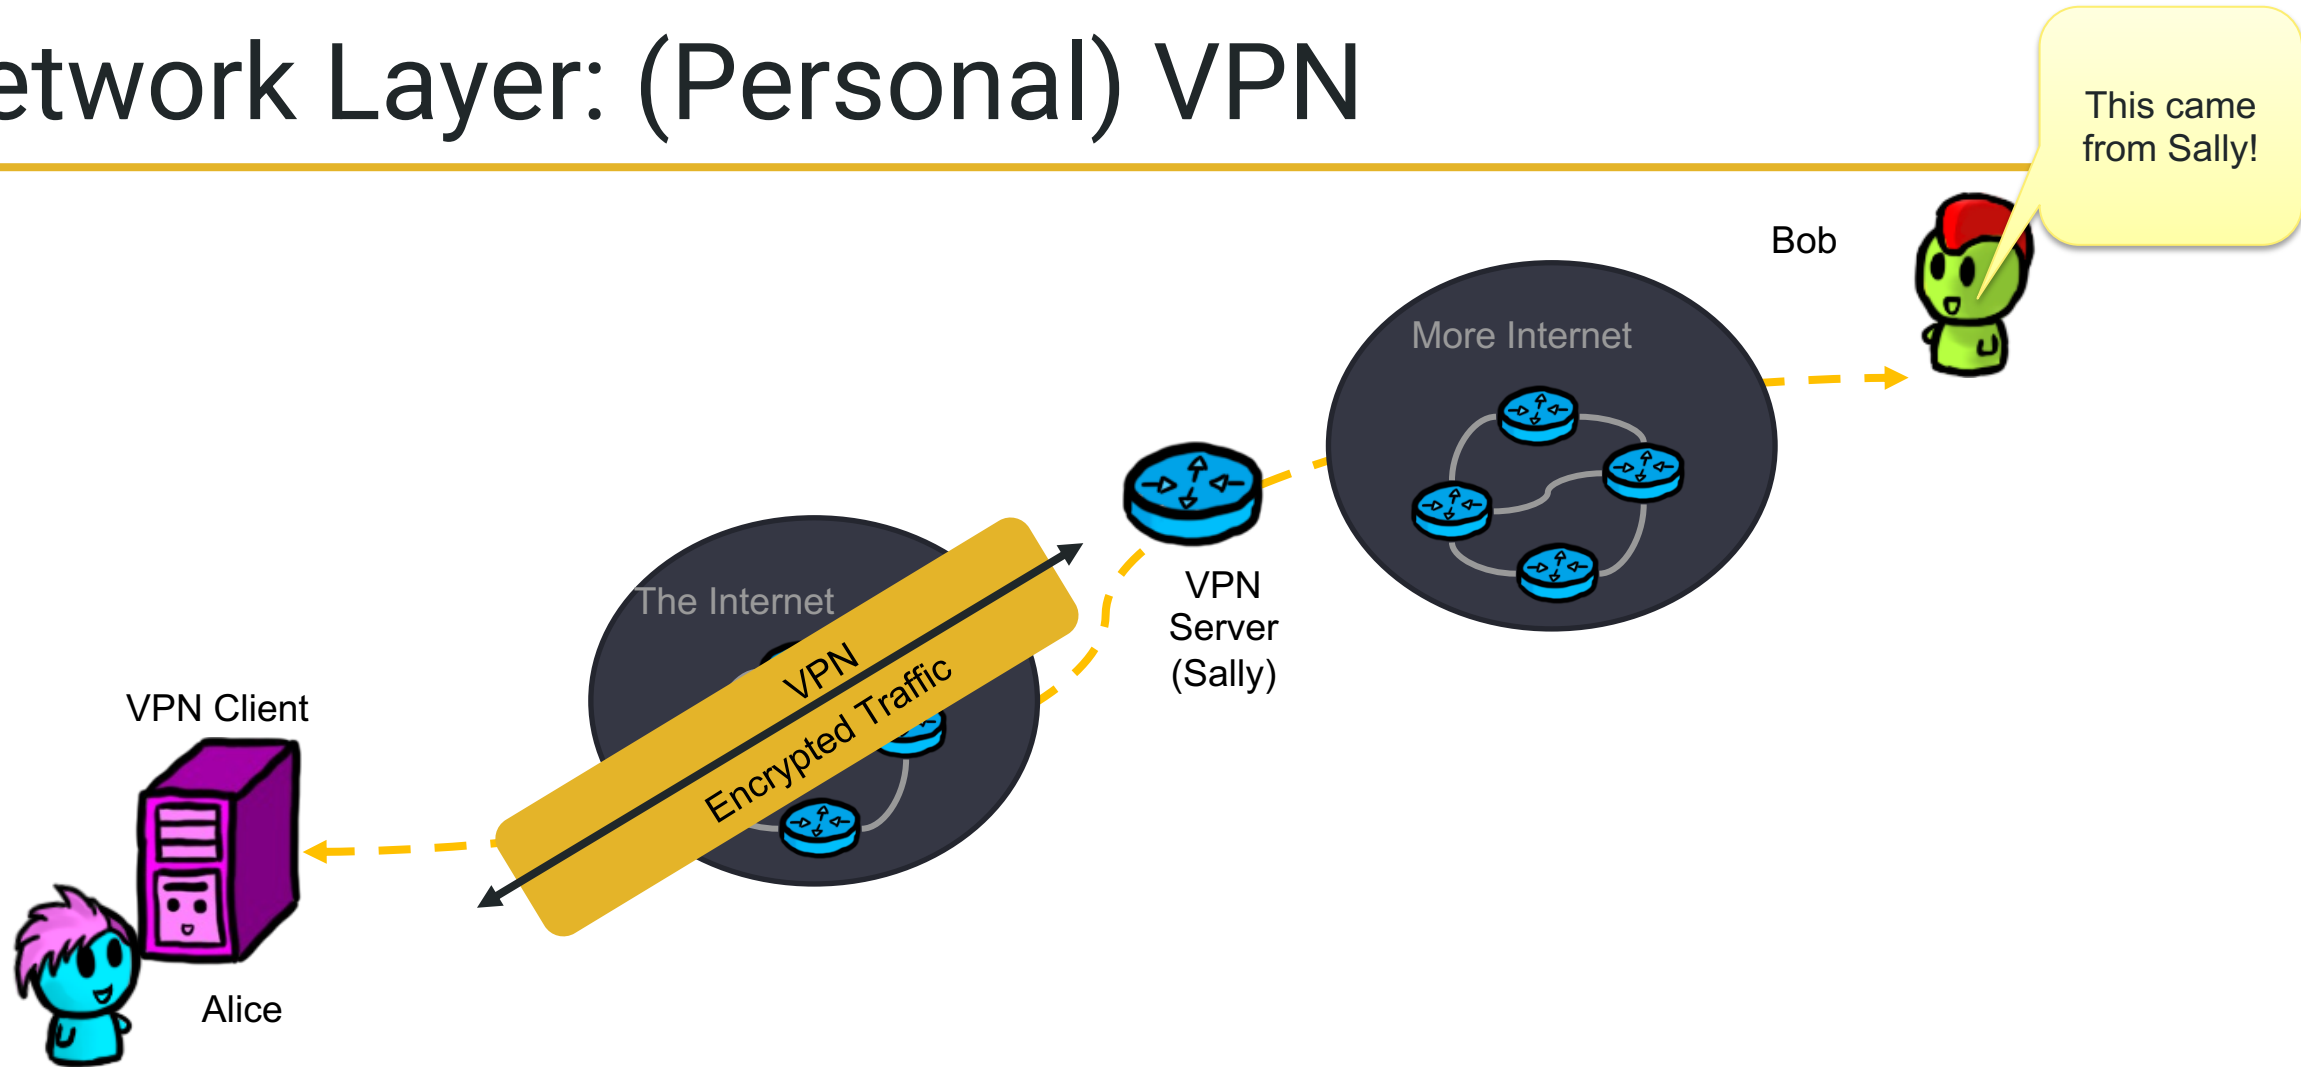 etwork Layer: (Personal) VPN
This came
from Sally!
Bob
More Internet
The Internet
VPN
Encrypted Traffic
VPN
Server
(Sally)
VPN Client
Alice